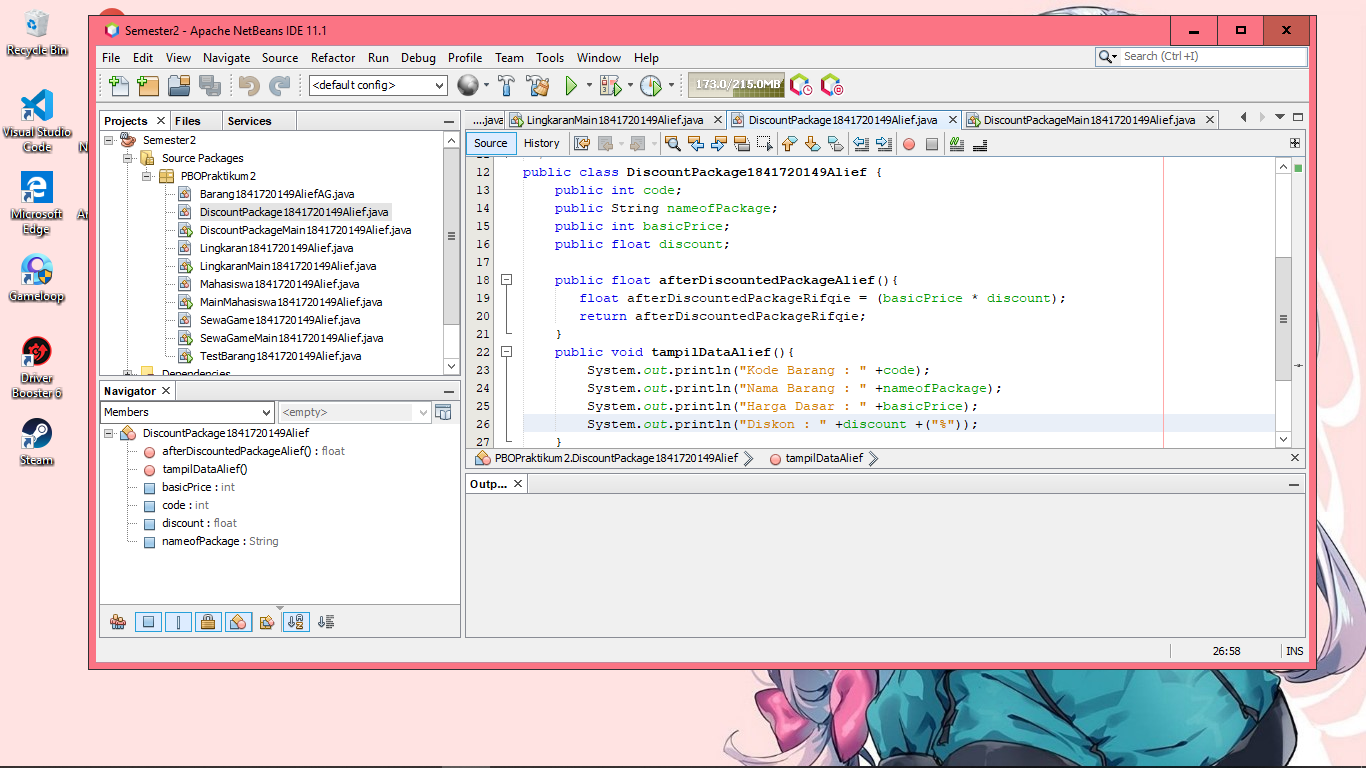 Recycle Bin
Visual Studio
Code
Microsoft
Edge
Gameloop
Driver
Booster 6
Steam
Semester2 - Apache NetBeans IDE 11.1
File Edit View Navigate Source Refactor Run Debug Profile Team Tools Window Help
Search (Ctrl+I)
<default config>
173.0/215.0MB
Projects Files Services
Semester2
Source Packages
PBOPraktikum2
Barang1841720149AliefAG.java
DiscountPackage1841720149Alief.java
DiscountPackageMain1841720149Alief.java
Lingkaran1841720149Alief.java
LingkaranMain1841720149Alief.java
Mahasiswa1841720149Alief.java
MainMahasiswa1841720149Alief.java
SewaGame1841720149Alief.java
SewaGameMain1841720149Alief.java
TestBarang1841720149Alief.java
Dependencies
Navigator
Members <empty>
DiscountPackage1841720149Alief
afterDiscountedPackageAlief() : float
tampilDataAlief()
basicPrice : int
code : int
discount : float
nameofPackage : String
....java LingkaranMain1841720149Alief.java DiscountPackage1841720149Alief.java DiscountPackageMain1841720149Alief.java
Source History
12 public class DiscountPackage1841720149Alief {
13 public int code;
14 public String nameofPackage;
15 public int basicPrice;
16 public float discount;
17
18 public float afterDiscountedPackageAlief(){
19 float afterDiscountedPackageRifqie = (basicPrice * discount);
20 return afterDiscountedPackageRifqie;
21 }
22 public void tampilDataAlief(){
23 System.out.println("Kode Barang : " +code);
24 System.out.println("Nama Barang : " +nameofPackage);
25 System.out.println("Harga Dasar : " +basicPrice);
26 System.out.println("Diskon : " +discount +("%"));
27 }
PBOPraktikum2.DiscountPackage1841720149Alief tampilDataAlief
Outp...
26:58 INS